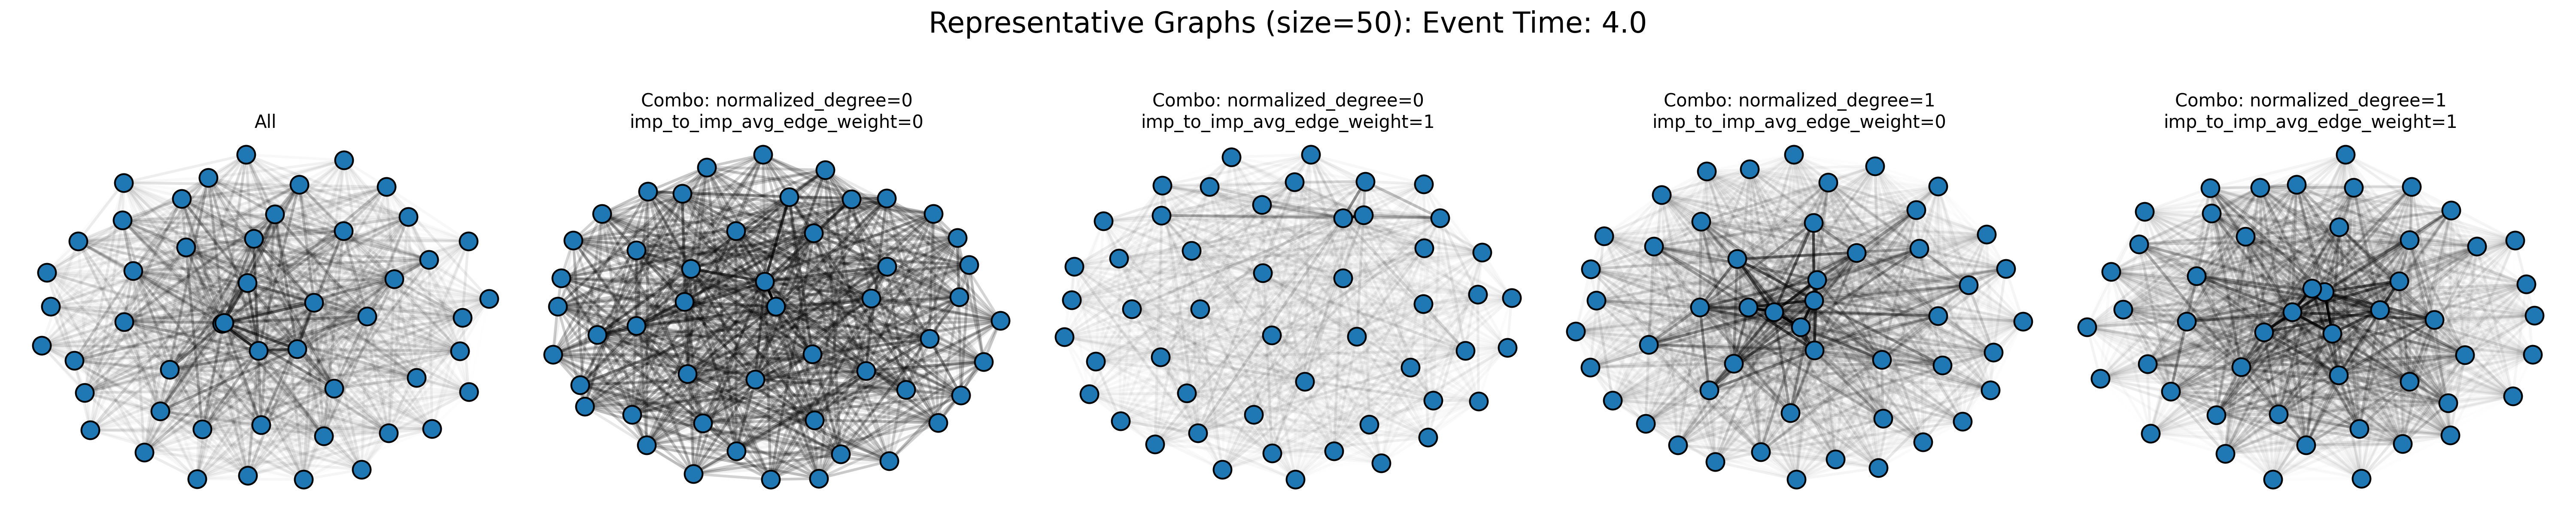 Representative Graphs (size=50): Event Time: 4.0
All
Combo: normalized_degree=0
imp_to_imp_avg_edge_weight=0
Combo: normalized_degree=0
imp_to_imp_avg_edge_weight=1
Combo: normalized_degree=1
imp_to_imp_avg_edge_weight=0
Combo: normalized_degree=1
imp_to_imp_avg_edge_weight=1